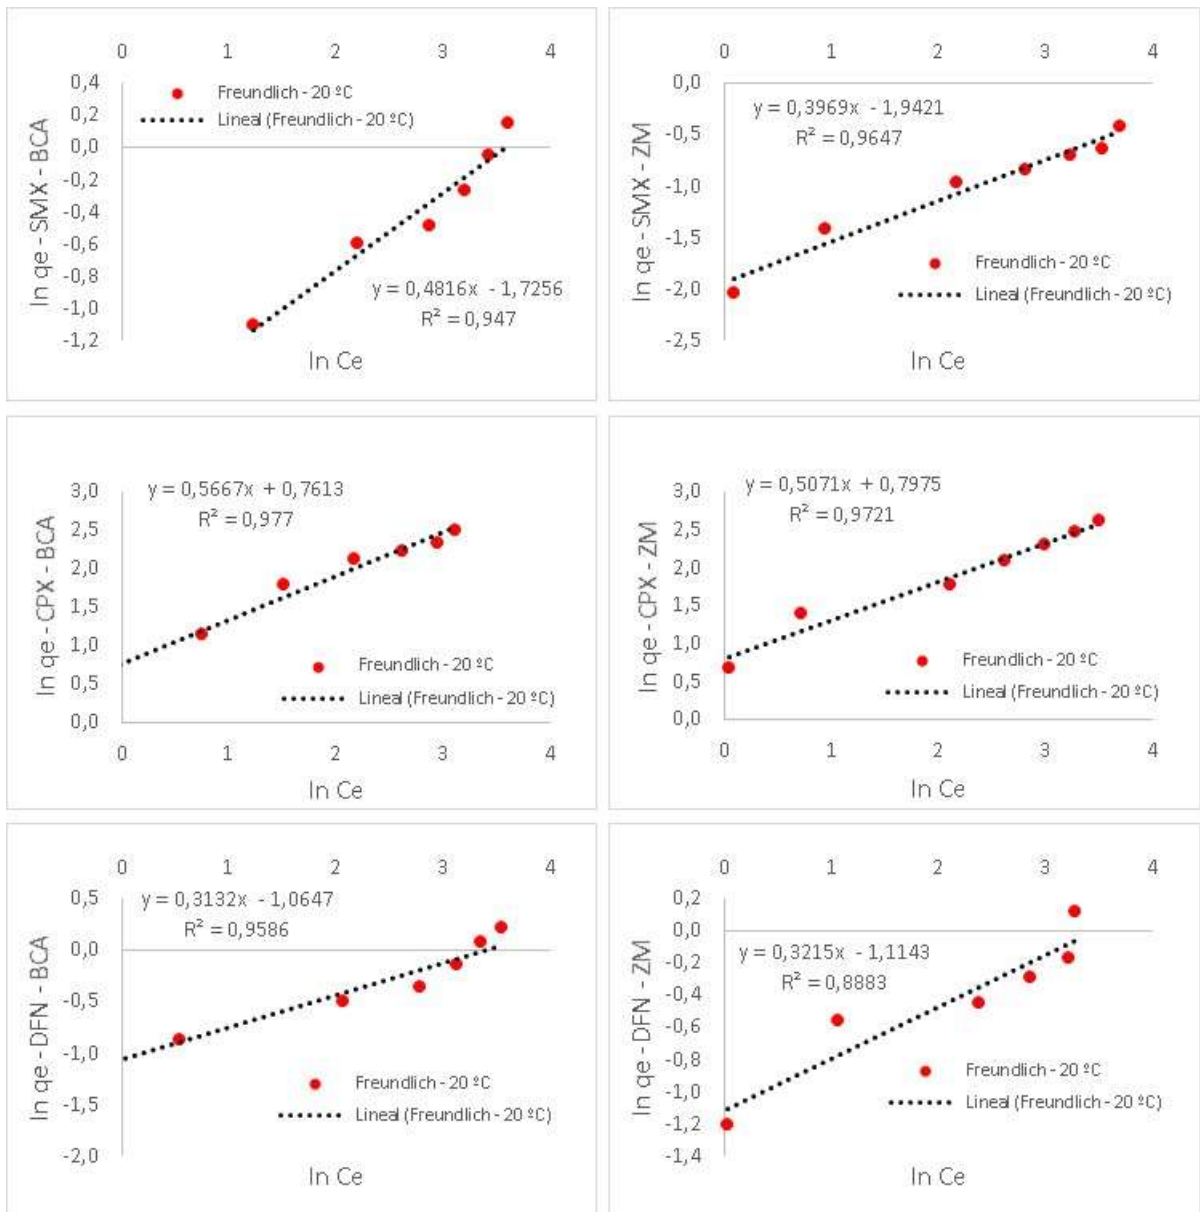 0 1 2 3 4
0,4
0,2
0,0
-0,2
-0,4
-0,6
-0,8
-1,0
-1,2
ln qe - SMX - BCA
Freundlich - 20 ºC
Lineal (Freundlich - 20 ºC)
y = 0,4816x - 1,7256
R² = 0,947
ln Ce
0 1 2 3 4
0,0
-0,5
-1,0
-1,5
-2,0
-2,5
ln qe - SMX - ZM
y = 0,3969x - 1,9421
R² = 0,9647
Freundlich - 20 ºC
Lineal (Freundlich - 20 ºC)
ln Ce
3,0
2,5
2,0
1,5
1,0
0,5
0,0
ln qe - CPX - BCA
y = 0,5667x + 0,7613
R² = 0,977
Freundlich - 20 ºC
Lineal (Freundlich - 20 ºC)
0 1 2 3 4
ln Ce
3,0
2,5
2,0
1,5
1,0
0,5
0,0
ln qe - CPX - ZM
y = 0,5071x + 0,7975
R² = 0,9721
Freundlich - 20 ºC
Lineal (Freundlich - 20 ºC)
0 1 2 3 4
ln Ce
0 1 2 3 4
0,5
0,0
-0,5
-1,0
-1,5
-2,0
ln qe - DFN - BCA
y = 0,3132x - 1,0647
R² = 0,9586
Freundlich - 20 ºC
Lineal (Freundlich - 20 ºC)
ln Ce
0 1 2 3 4
0,2
0,0
-0,2
-0,4
-0,6
-0,8
-1,0
-1,2
-1,4
ln qe - DFN - ZM
y = 0,3215x - 1,1143
R² = 0,8883
Freundlich - 20 ºC
Lineal (Freundlich - 20 ºC)
ln Ce